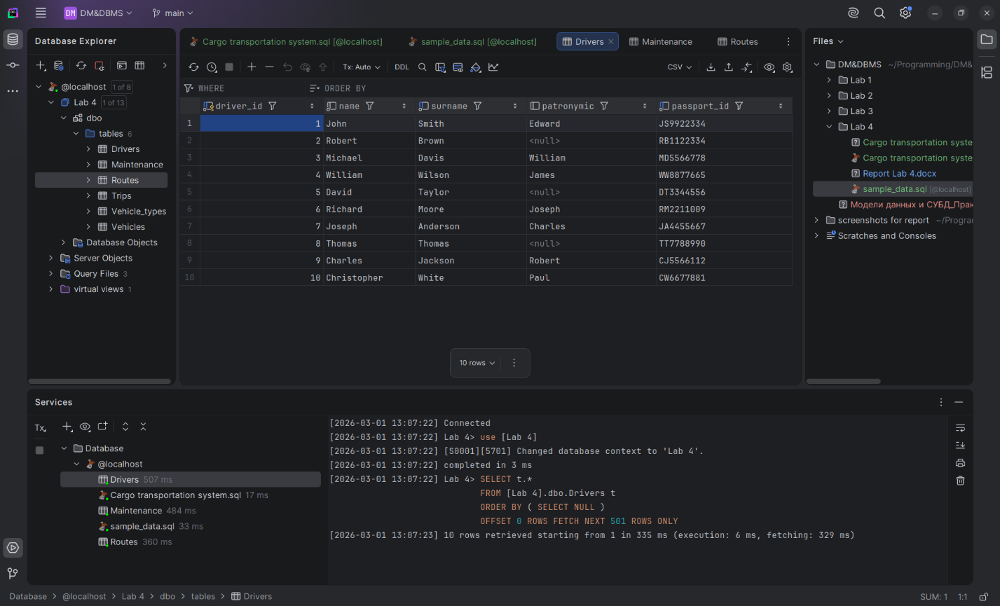 DM DM&DBMS main
Database Explorer
@localhost 1 of 8
Lab 4 1 of 13
dbo
tables 6
Drivers
Maintenance
Routes
Trips
Vehicle_types
Vehicles
Database Objects
Server Objects
Query Files 3
virtual views 1
Cargo transportation system.sql [@localhost] sample_data.sql [@localhost] Drivers Maintenance Routes
Tx: Auto DDL CSV
WHERE ORDER BY
driver_id name surname patronymic passport_id
1 1 John Smith Edward JS9922334
2 2 Robert Brown <null> RB1122334
3 3 Michael Davis William MD5566778
4 4 William Wilson James WW8877665
5 5 David Taylor <null> DT3344556
6 6 Richard Moore Joseph RM2211009
7 7 Joseph Anderson Charles JA4455667
8 8 Thomas Thomas <null> TT7788990
9 9 Charles Jackson Robert CJ5566112
10 10 Christopher White Paul CW6677881
10 rows
Files
DM&DBMS ~/Programming/DM&
Lab 1
Lab 2
Lab 3
Lab 4
Cargo transportation syste
Cargo transportation syste
Report Lab 4.docx
sample_data.sql [@localhost]
Модели данных и СУБД_Прак
screenshots for report ~/Progra
Scratches and Consoles
Services
Tx
Database
@localhost
Drivers 507 ms
Cargo transportation system.sql 17 ms
Maintenance 484 ms
sample_data.sql 33 ms
Routes 360 ms
[2026-03-01 13:07:22] Connected
[2026-03-01 13:07:22] Lab 4> use [Lab 4]
[2026-03-01 13:07:22] [S0001][5701] Changed database context to 'Lab 4'.
[2026-03-01 13:07:22] completed in 3 ms
[2026-03-01 13:07:22] Lab 4> SELECT t.*
FROM [Lab 4].dbo.Drivers t
ORDER BY ( SELECT NULL )
OFFSET 0 ROWS FETCH NEXT 501 ROWS ONLY
[2026-03-01 13:07:23] 10 rows retrieved starting from 1 in 335 ms (execution: 6 ms, fetching: 329 ms)
Database > @localhost > Lab 4 > dbo > tables > Drivers
SUM: 1 1:1